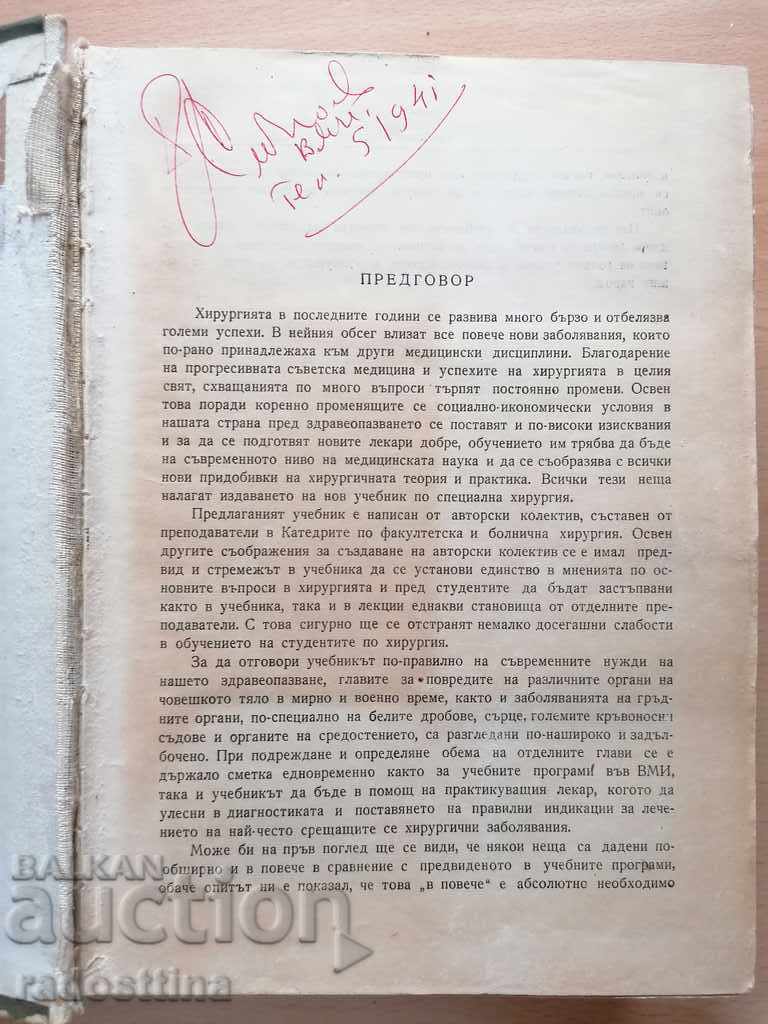 Тел. 51941
ПРЕДГОВОР
Хирургията в последните години се развива много бързо и отбелязва
големи успехи. В нейния обсег влизат все повече нови заболявания, които
по-рано принадлежаха към други медицински дисциплини. Благодарение
на прогресивната съветска медицина и успехите на хирургията в целия
свят, схващанията по много въпроси търпят постоянно промени. Освен
това поради коренно променящите се социално-икономически условия в
нашата страна пред здравеопазването се поставят и по-високи изисквания
и за да се подготвят новите лекари добре, обучението им трябва да бъде
на съвременното ниво на медицинската наука и да се съобразява с всички
нови придобивки на хирургичната теория и практика. Всички тези неща
налагат издаването на нов учебник по специална хирургия.
Предлаганият учебник е написан от авторски колектив, съставен от
преподаватели в Катедрите по факултетска и болнична хирургия. Освен
другите съображения за създаване на авторски колектив се е имал пред-
вид и стремежът в учебника да се установи единство в мненията по ос-
новните въпроси в хирургията и пред студентите да бъдат застъпвани
както в учебника, така и в лекции еднакви становища от отделните пре-
подаватели. С това сигурно ще се отстранят немалко досегашни слабости
в обучението на студентите по хирургия.
За да отговори учебникът по-правилно на съвременните нужди на
нашето здравеопазване, главите за повредите на различните органи на
човешкото тяло в мирно и военно време, както и заболяванията на гръд-
ните органи, по-специално на белите дробове, сърце, големите кръвоносни
съдове и органите на средостението, са разгледани по-нашироко и задъл-
бочено. При подреждане и определяне обема на отделните глави се е
държало сметка едновременно както за учебните програми във ВМИ,
така и учебникът да бъде в помощ на практикуващия лекар, когото да
улесни в диагностиката и поставянето на правилни индикации за лече-
нието на най-често срещащите се хирургични заболявания.
Може би на пръв поглед ще се види, че някои неща са дадени по-
обширно и в повече в сравнение с предвиденото в учебните програми,
обаче опитът ни е показал, че това „в повече“ е абсолютно необходимо
BALKAN
auction
radosttina